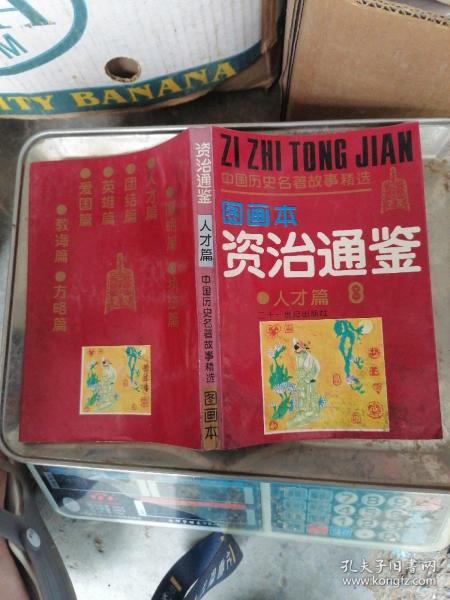 ITY BANANA
ZI ZHI TONG JIAN
中国历史名著故事精选
图画本
资治通鉴
●人才篇 8
二十一世纪出版社
资治通鉴
人才篇
中国历史名著故事精选
图画本
●人才篇
●团结篇
●英雄篇
●爱国篇
●教海篇
●方略篇
孔夫子旧书网
www.kongfz.com